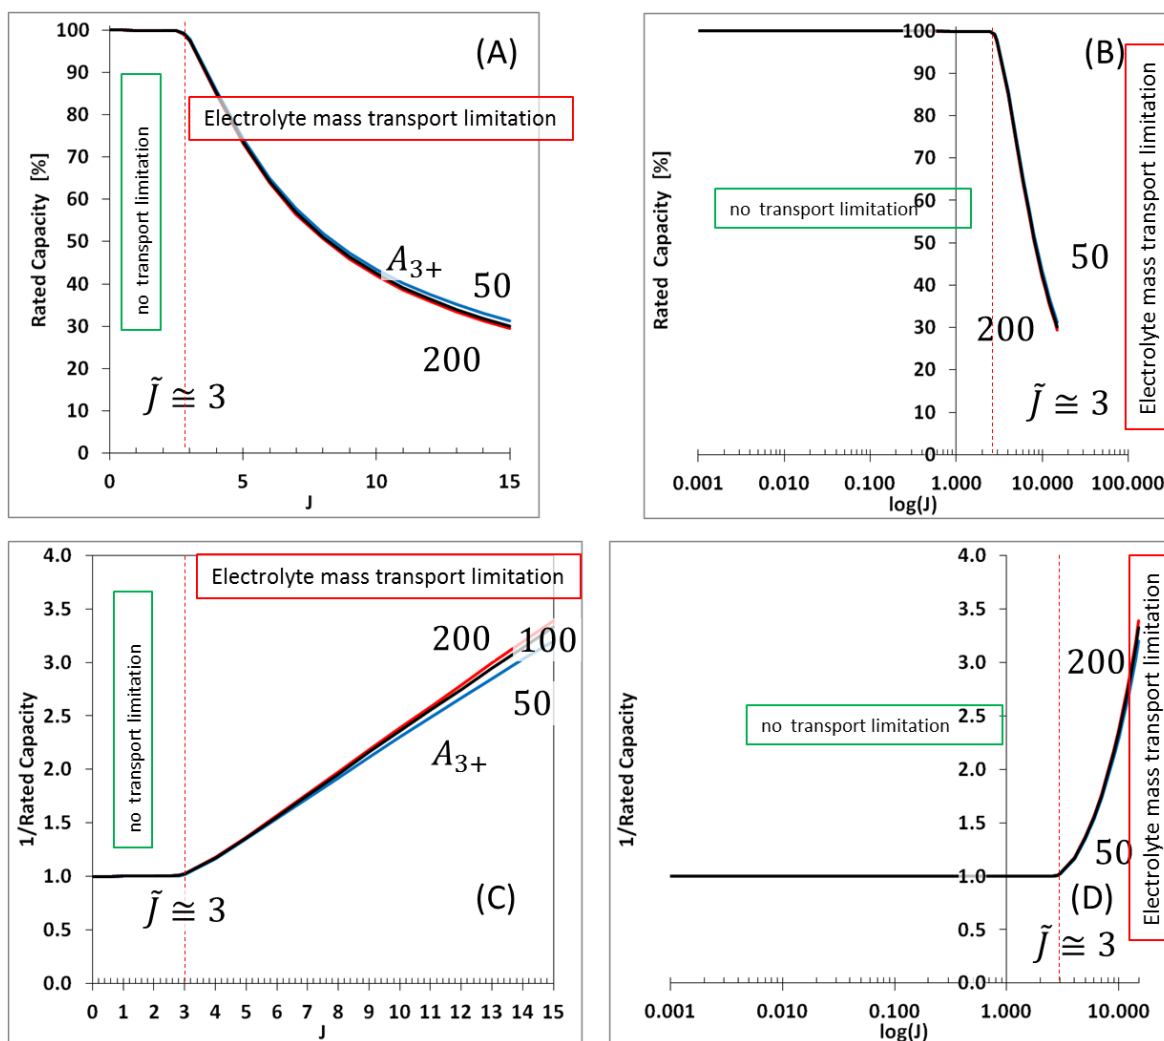 (A)
Rated Capacity [%]
100
90
80
70
60
50
40
30
20
10
0
no transport limitation
Electrolyte mass transport limitation
A3+
50
200
J̃ ≅ 3
0 5 10 15
J
(B)
Rated Capacity [%]
100
90
80
70
60
50
40
30
20
10
0
no transport limitation
Electrolyte mass transport limitation
50
200
J̃ ≅ 3
0.001 0.010 0.100 1.000 10.000 100.000
log(J)
1/Rated Capacity
4.0
3.5
3.0
2.5
2.0
1.5
1.0
0.5
0.0
Electrolyte mass transport limitation
no transport limitation
200 100
50
A3+
J̃ ≅ 3
(C)
0 1 2 3 4 5 6 7 8 9 10 11 12 13 14 15
J
1/Rated Capacity
4.0
3.5
3.0
2.5
2.0
1.5
1.0
0.5
0.0
no transport limitation
Electrolyte mass transport limitation
200
50
(D)
J̃ ≅ 3
0.001 0.010 0.100 1.000 10.000
log(J)